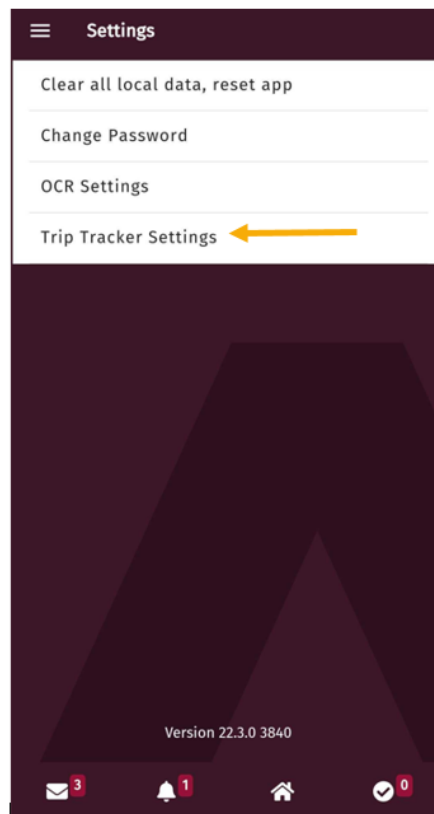 Settings
Clear all local data, reset app
Change Password
OCR Settings
Trip Tracker Settings
Version 22.3.0 3840
3 1 0